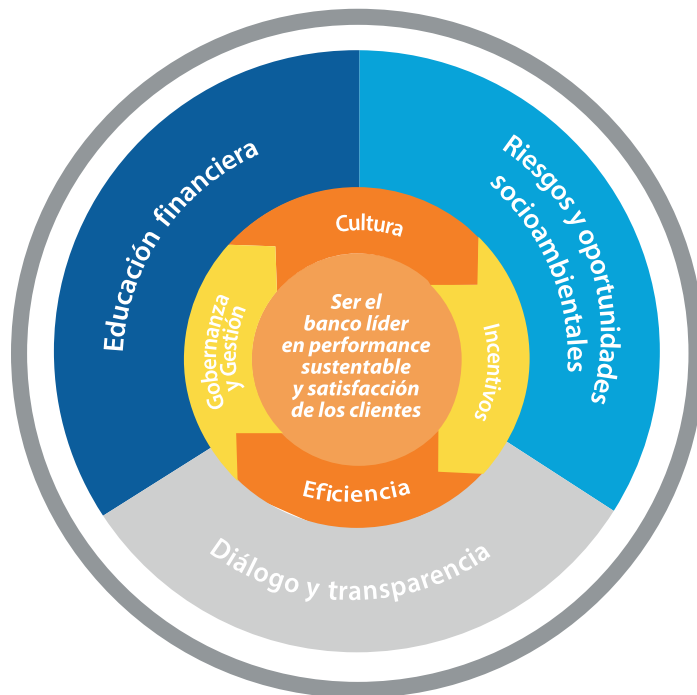 Educación financiera
Riesgos y oportunidades
socioambientales
Cultura
Gobernanza
y Gestión
Ser el
banco líder
en performance
sustentable
y satisfacción
de los clientes
Incentivos
Eficiencia
Diálogo y transparencia